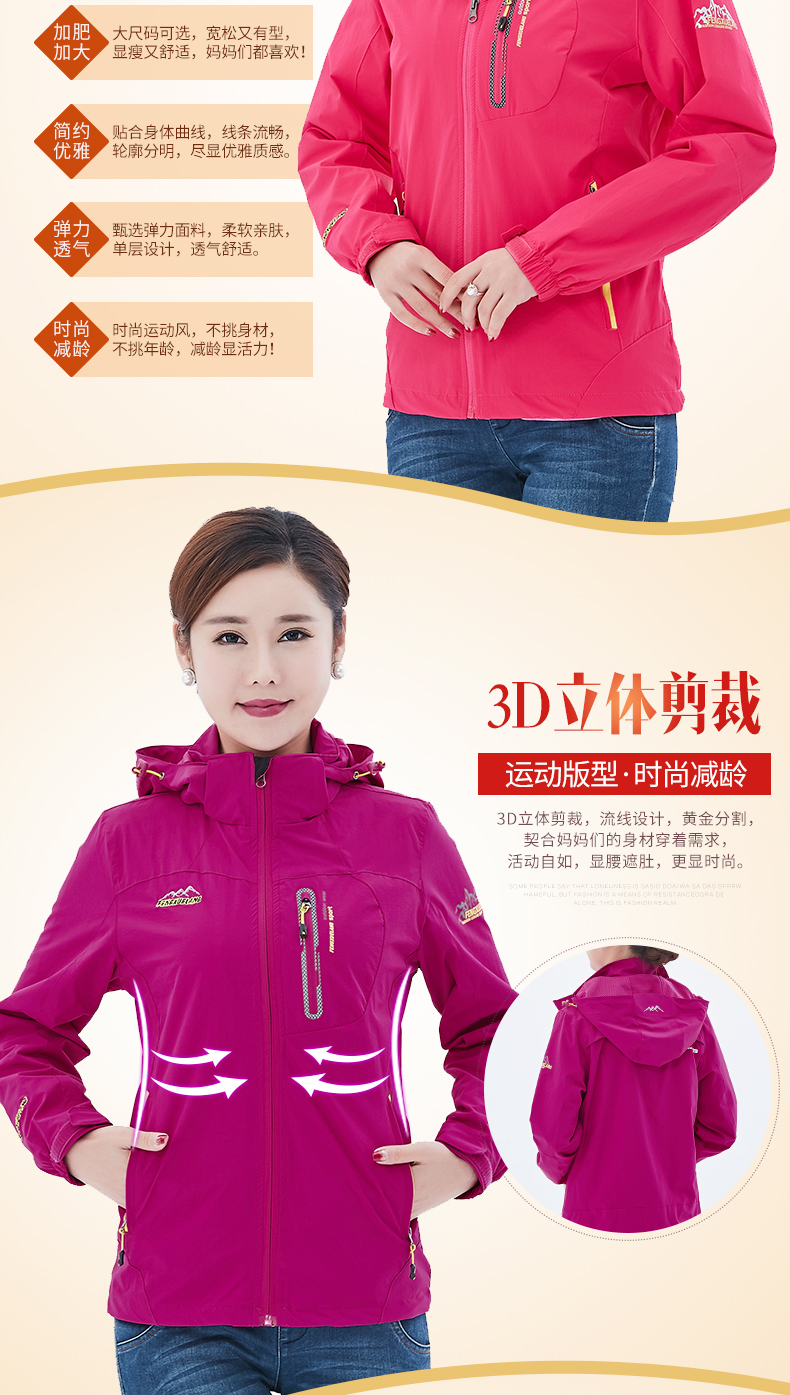 加肥
加大
大尺码可选，宽松又有型，
显瘦又舒适，妈妈们都喜欢！
简约
优雅
贴合身体曲线，线条流畅，
轮廓分明，尽显优雅质感。
弹力
透气
甄选弹力面料，柔软亲肤，
单层设计，透气舒适。
时尚
减龄
时尚运动风，不挑身材，
不挑年龄，减龄显活力！
3D立体剪裁
运动版型·时尚减龄
3D立体剪裁，流线设计，黄金分割，
契合妈妈们的身材穿着需求，
活动自如，显腰遮肚，更显时尚。